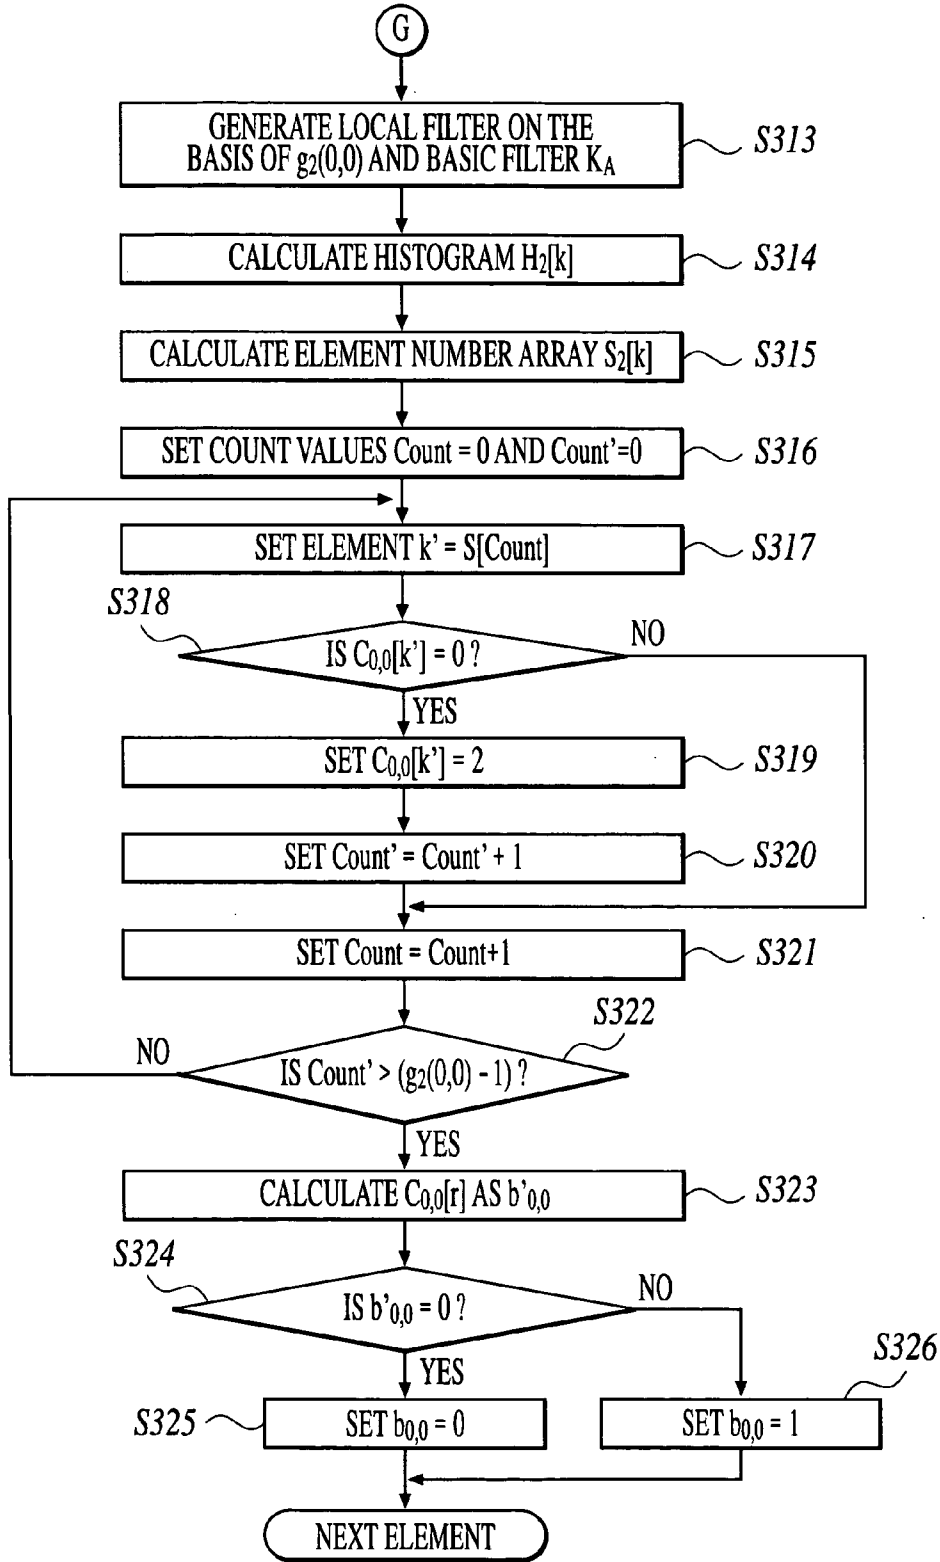 G
GENERATE LOCAL FILTER ON THE
BASIS OF g2(0,0) AND BASIC FILTER KA
S313
CALCULATE HISTOGRAM H2[k]
S314
CALCULATE ELEMENT NUMBER ARRAY S2[k]
S315
SET COUNT VALUES Count = 0 AND Count'=0
S316
SET ELEMENT k' = S[Count]
S317
S318
IS C0,0[k'] = 0 ?
NO
YES
SET C0,0[k'] = 2
S319
SET Count' = Count' + 1
S320
SET Count = Count+1
S321
S322
NO
IS Count' > (g2(0,0) - 1) ?
YES
CALCULATE C0,0[r] AS b'0,0
S323
S324
IS b'0,0 = 0 ?
NO
YES
S326
S325
SET b0,0 = 0
SET b0,0 = 1
NEXT ELEMENT